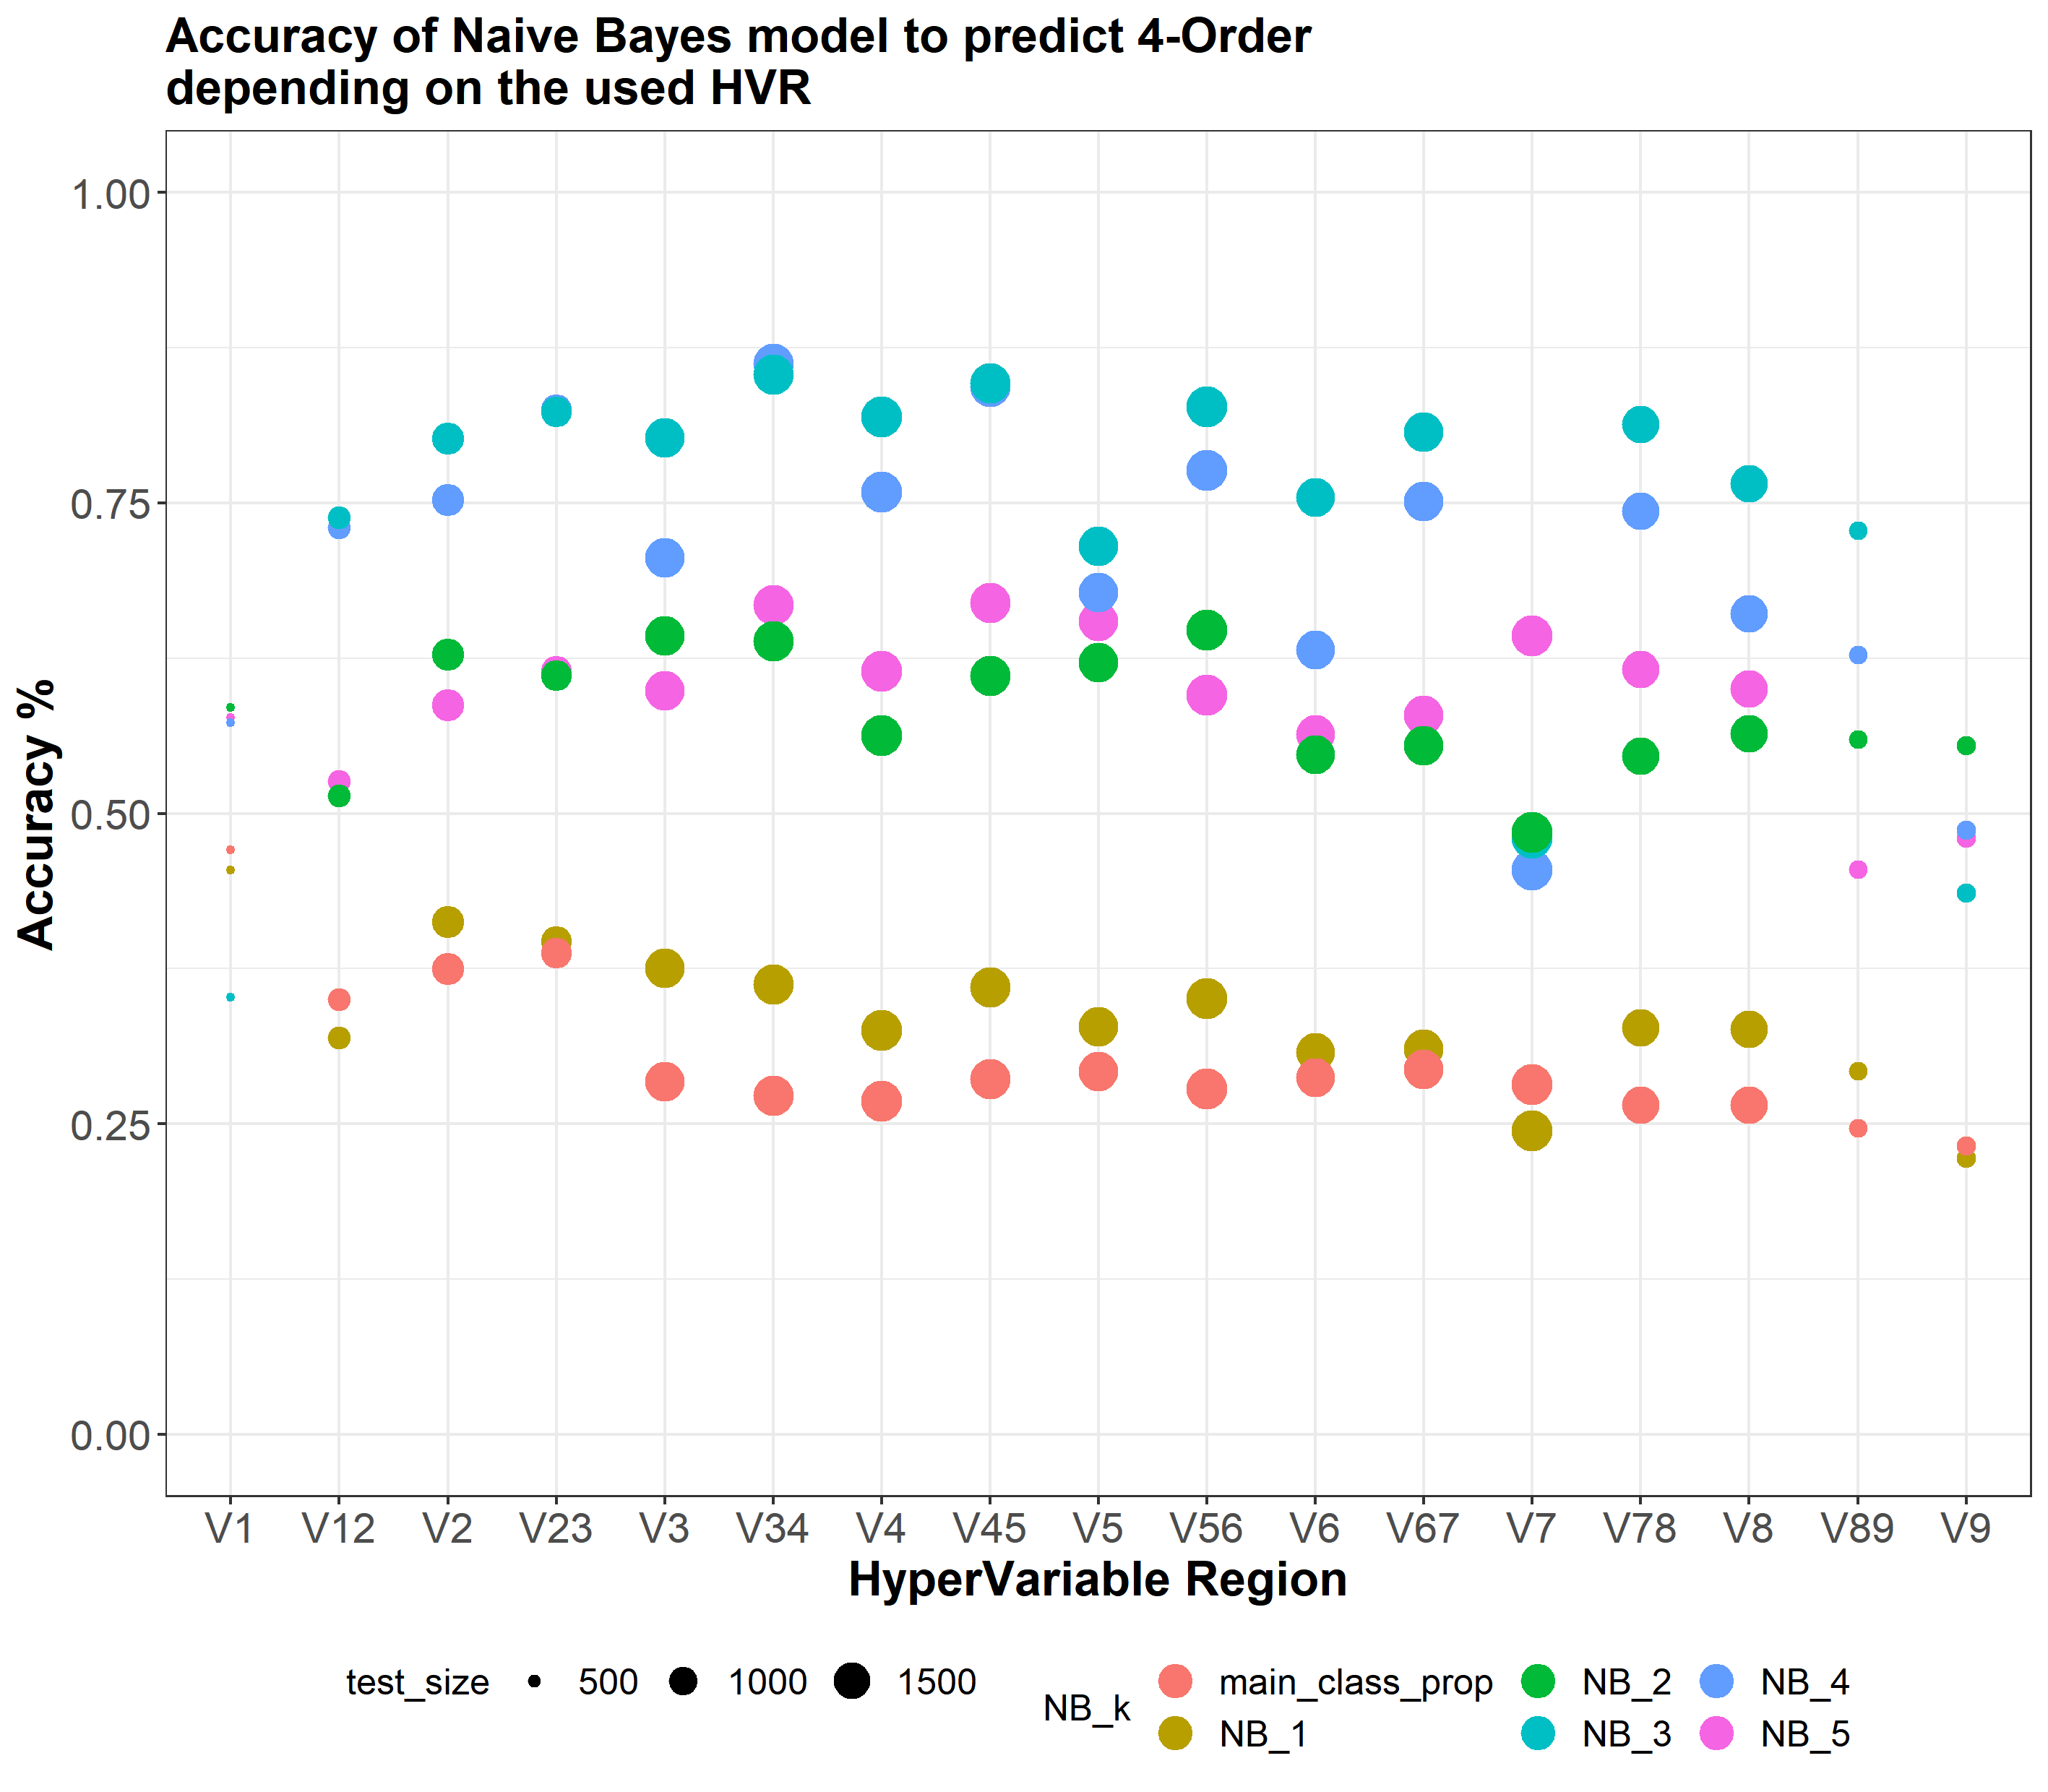 Accuracy of Naive Bayes model to predict 4-Order
depending on the used HVR
Accuracy %
1.00
0.75
0.50
0.25
0.00
V1 V12 V2 V23 V3 V34 V4 V45 V5 V56 V6 V67 V7 V78 V8 V89 V9
HyperVariable Region
test_size 500 1000 1500
NB_k
main_class_prop NB_2 NB_4
NB_1 NB_3 NB_5